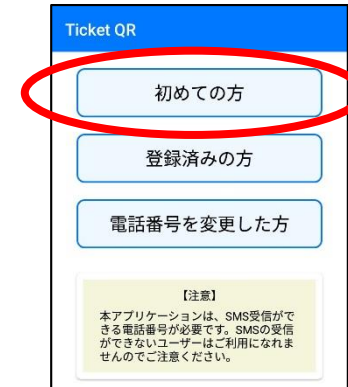 Ticket QR
初めての方
登録済みの方
電話番号を変更した方
【注意】
本アプリケーションは、SMS受信がで
きる電話番号が必要です。SMSの受信
ができないユーザーはご利用になれま
せんのでご注意ください。